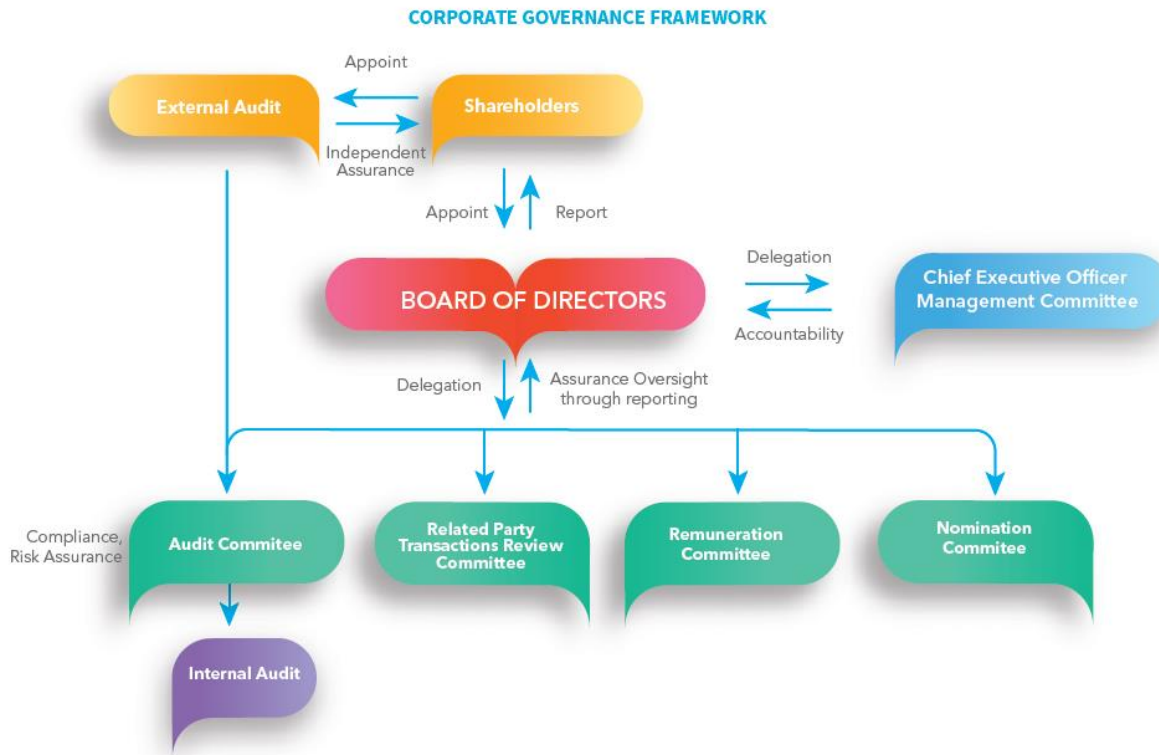 CORPORATE GOVERNANCE FRAMEWORK
Appoint
External Audit
Shareholders
Independent
Assurance
Appoint
Report
BOARD OF DIRECTORS
Delegation
Accountability
Chief Executive Officer
Management Committee
Delegation
Assurance Oversight
through reporting
Compliance,
Risk Assurance
Audit Commitee
Related Party
Transactions Review
Committee
Remuneration
Committee
Nomination
Commitee
Internal Audit